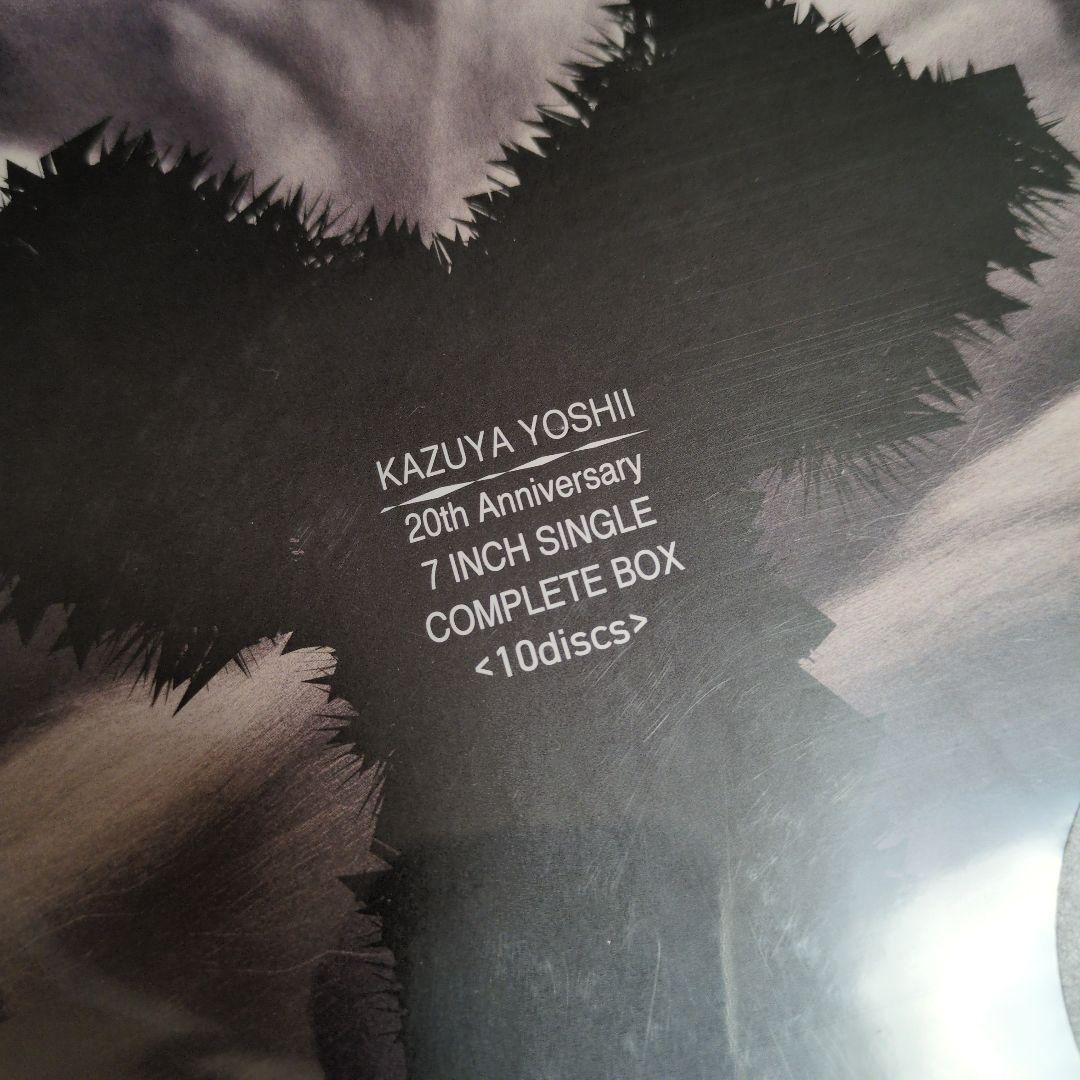 KAZUYA YOSHII
20th Anniversary
7 INCH SINGLE
COMPLETE BOX
<10discs>